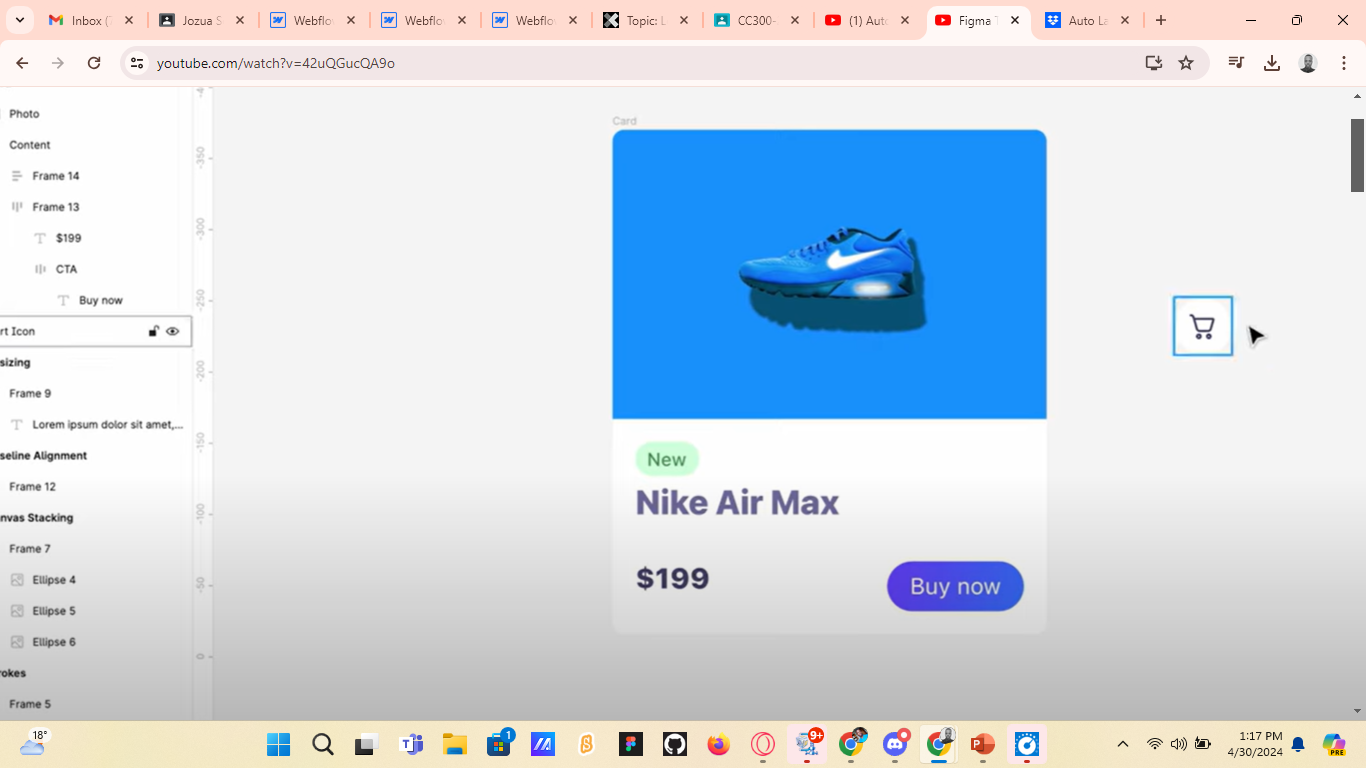 Inbox (7
Jozua S
Webflo
Webflo
Webflo
Topic: L
CC300-
(1) Aut
Figma T
Auto La
youtube.com/watch?v=42uQGucQA9o
Photo
Content
Frame 14
Frame 13
$199
CTA
Buy now
rt Icon
sizing
Frame 9
Lorem ipsum dolor sit amet,...
seline Alignment
Frame 12
nvas Stacking
Frame 7
Ellipse 4
Ellipse 5
Ellipse 6
rokes
Frame 5
-350
-300
-250
-200
-150
-100
-50
0
Card
New
Nike Air Max
$199
Buy now
18°
1
9+
1:17 PM
4/30/2024
PRE